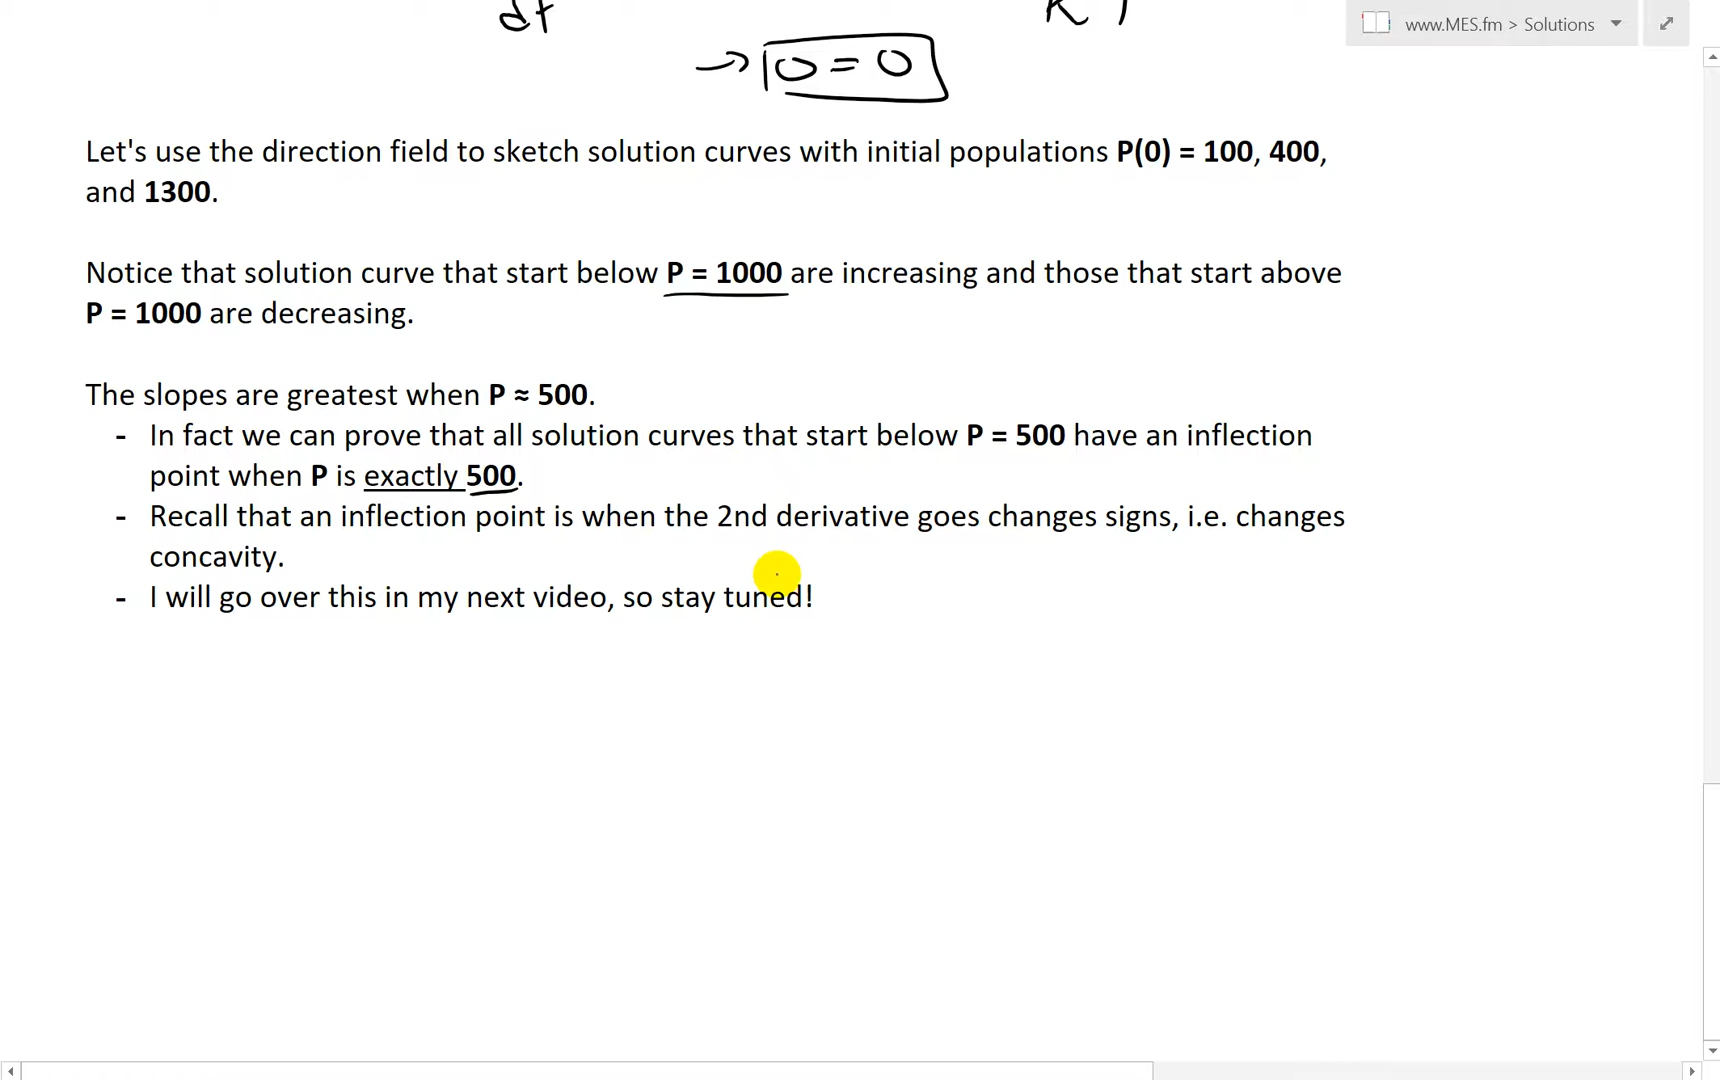 dt
www.MES.fm > Solutions
→ 0 = 0
Let's use the direction field to sketch solution curves with initial populations P(0) = 100, 400,
and 1300.
Notice that solution curve that start below P = 1000 are increasing and those that start above
P = 1000 are decreasing.
The slopes are greatest when P ≈ 500.
- In fact we can prove that all solution curves that start below P = 500 have an inflection
point when P is exactly 500.
- Recall that an inflection point is when the 2nd derivative goes changes signs, i.e. changes
concavity.
- I will go over this in my next video, so stay tuned!